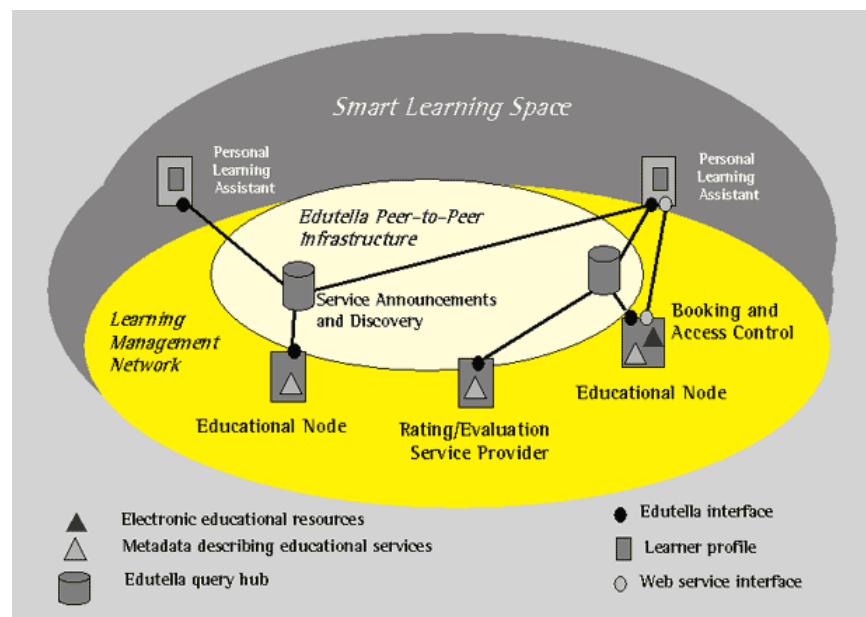 Smart Learning Space
Personal
Learning
Assistant
Personal
Learning
Assistant
Edutella Peer-to-Peer
Infrastructure
Service Announcements
and Discovery
Learning
Management
Network
Booking and
Access Control
Educational Node
Educational Node
Rating/Evaluation
Service Provider
Electronic educational resources
Metadata describing educational services
Edutella query hub
Edutella interface
Learner profile
Web service interface